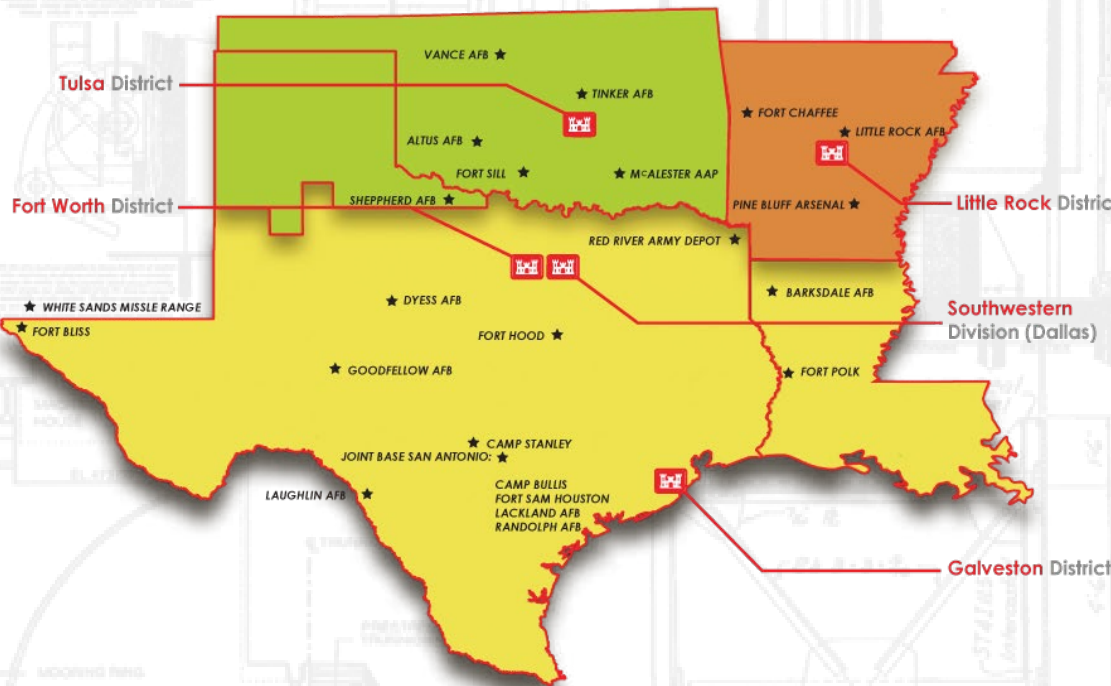 VANCE AFB
Tulsa District
TINKER AFB
FORT CHAFFEE
LITTLE ROCK AFB
ALTUS AFB
FORT SILL
MCALESTER AAP
SHEPPHERD AFB
PINE BLUFF ARSENAL
Fort Worth District
Little Rock Distric
RED RIVER ARMY DEPOT
BARKSDALE AFB
WHITE SANDS MISSLE RANGE
DYESS AFB
Southwestern
Division (Dallas)
FORT BLISS
FORT HOOD
GOODFELLOW AFB
FORT POLK
CAMP STANLEY
JOINT BASE SAN ANTONIO:
CAMP BULLIS
FORT SAM HOUSTON
LACKLAND AFB
RANDOLPH AFB
LAUGHLIN AFB
Galveston District
MOORING RING